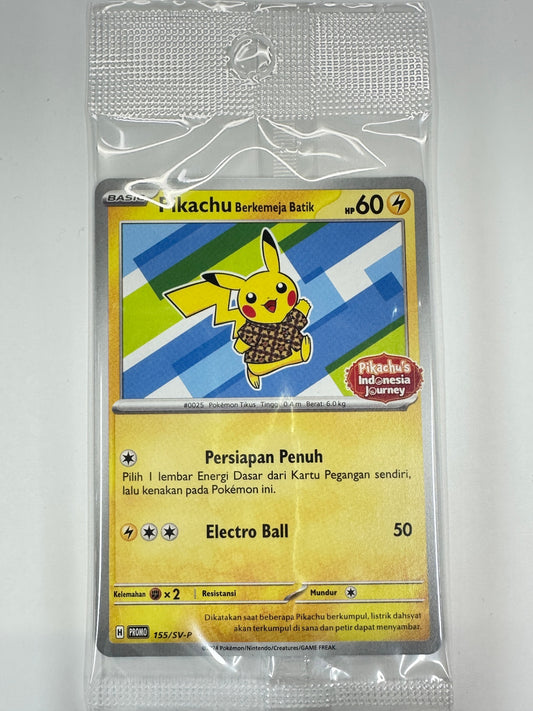 BASIC Pikachu Berkemeja Batik HP 60
Pikachu's
Indonesia
Journey
#0025 Pokémon Tikus Tinggi: 0.4 m Berat: 6.0 kg
Persiapan Penuh
Pilih 1 lembar Energi Dasar dari Kartu Pegangan sendiri,
lalu kenakan pada Pokémon ini.
Electro Ball 50
Kelemahan ×2 Resistansi Mundur
Dikatakan saat beberapa Pikachu berkumpul, listrik dahsyat
akan terkumpul di sana dan petir dapat menyambar.
H PROMO 155/SV-P
©2024 Pokémon/Nintendo/Creatures/GAME FREAK.